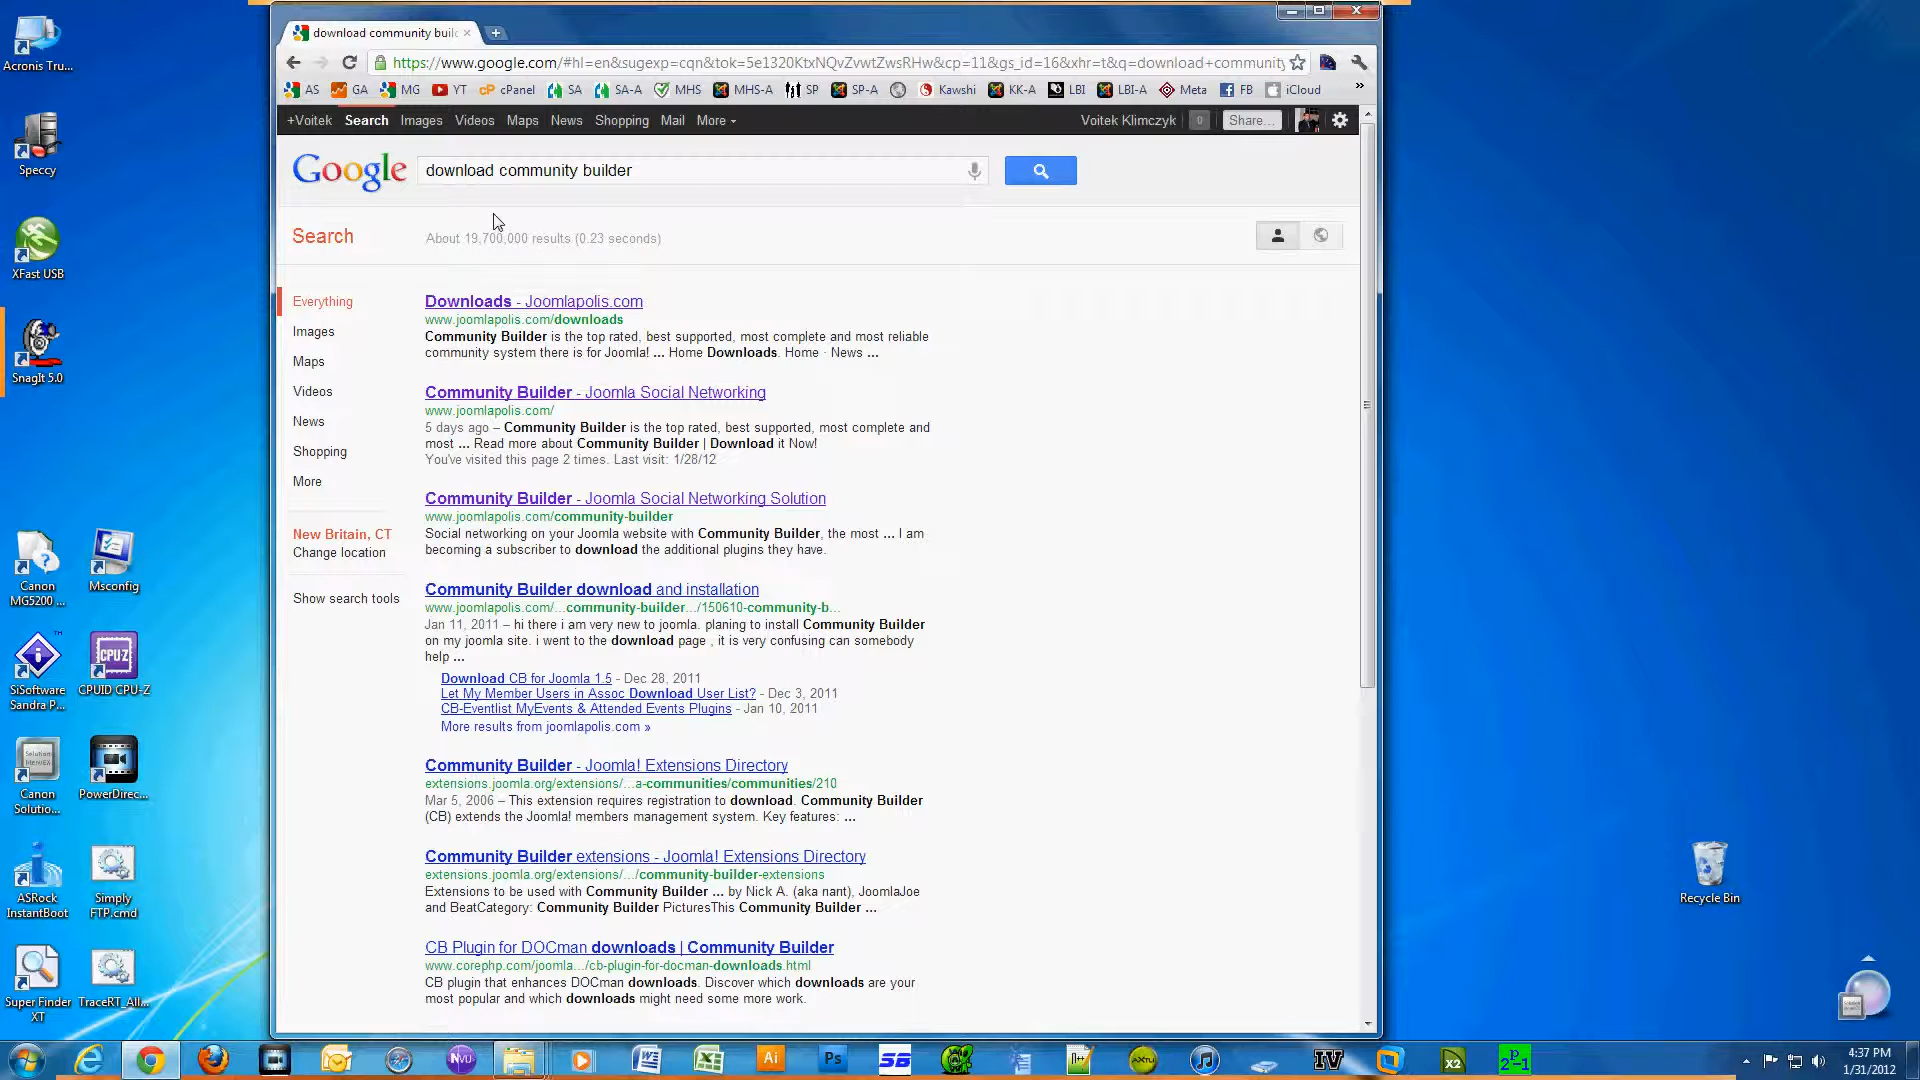 Acronis Tru...
Speccy
XFast USB
SnagIt 5.0
Canon MG5200 ...
Msconfig
SiSoftware Sandra P...
CPUID CPU-Z
Canon Solutio...
PowerDirec...
ASRock InstantBoot
Simply FTP.cmd
Super Finder XT
TraceRT_All...
download community buil
https://www.google.com/#hl=en&sugexp=cqn&tok=5e1320KtxNQvZvwtZwsRHw&cp=11&gs_id=16&xhr=t&q=download+community
AS GA MG YT cPanel SA SA-A MHS MHS-A SP SP-A Kawshi KK-A LBI LBI-A Meta FB iCloud »
+Voitek Search Images Videos Maps News Shopping Mail More Voitek Klimczyk 0 Share...
Google download community builder
Search About 19,700,000 results (0.23 seconds)
Everything
Images
Maps
Videos
News
Shopping
More
New Britain, CT
Change location
Show search tools
Downloads - Joomlapolis.com
www.joomlapolis.com/downloads
Community Builder is the top rated, best supported, most complete and most reliable
community system there is for Joomla! ... Home Downloads. Home · News ...
Community Builder - Joomla Social Networking
www.joomlapolis.com/
5 days ago – Community Builder is the top rated, best supported, most complete and
most ... Read more about Community Builder | Download it Now!
You've visited this page 2 times. Last visit: 1/28/12
Community Builder - Joomla Social Networking Solution
www.joomlapolis.com/community-builder
Social networking on your Joomla website with Community Builder, the most ... I am
becoming a subscriber to download the additional plugins they have.
Community Builder download and installation
www.joomlapolis.com/...community-builder.../150610-community-b...
Jan 11, 2011 – hi there i am very new to joomla. planing to install Community Builder
on my joomla site. i went to the download page , it is very confusing can somebody
help ...
Download CB for Joomla 1.5 - Dec 28, 2011
Let My Member Users in Assoc Download User List? - Dec 3, 2011
CB-Eventlist MyEvents & Attended Events Plugins - Jan 10, 2011
More results from joomlapolis.com »
Community Builder - Joomla! Extensions Directory
extensions.joomla.org/extensions/...a-communities/communities/210
Mar 5, 2006 – This extension requires registration to download. Community Builder
(CB) extends the Joomla! members management system. Key features: ...
Community Builder extensions - Joomla! Extensions Directory
extensions.joomla.org/extensions/.../community-builder-extensions
Extensions to be used with Community Builder ... by Nick A. (aka nant), JoomlaJoe
and BeatCategory: Community Builder PicturesThis Community Builder ...
CB Plugin for DOCman downloads | Community Builder
www.corephp.com/joomla.../cb-plugin-for-docman-downloads.html
CB plugin that enhances DOCman downloads. Discover which downloads are your
most popular and which downloads might need some more work.
Recycle Bin
NVU Ai Ps SB AXTU IV X2 2P-1
4:37 PM
1/31/2012